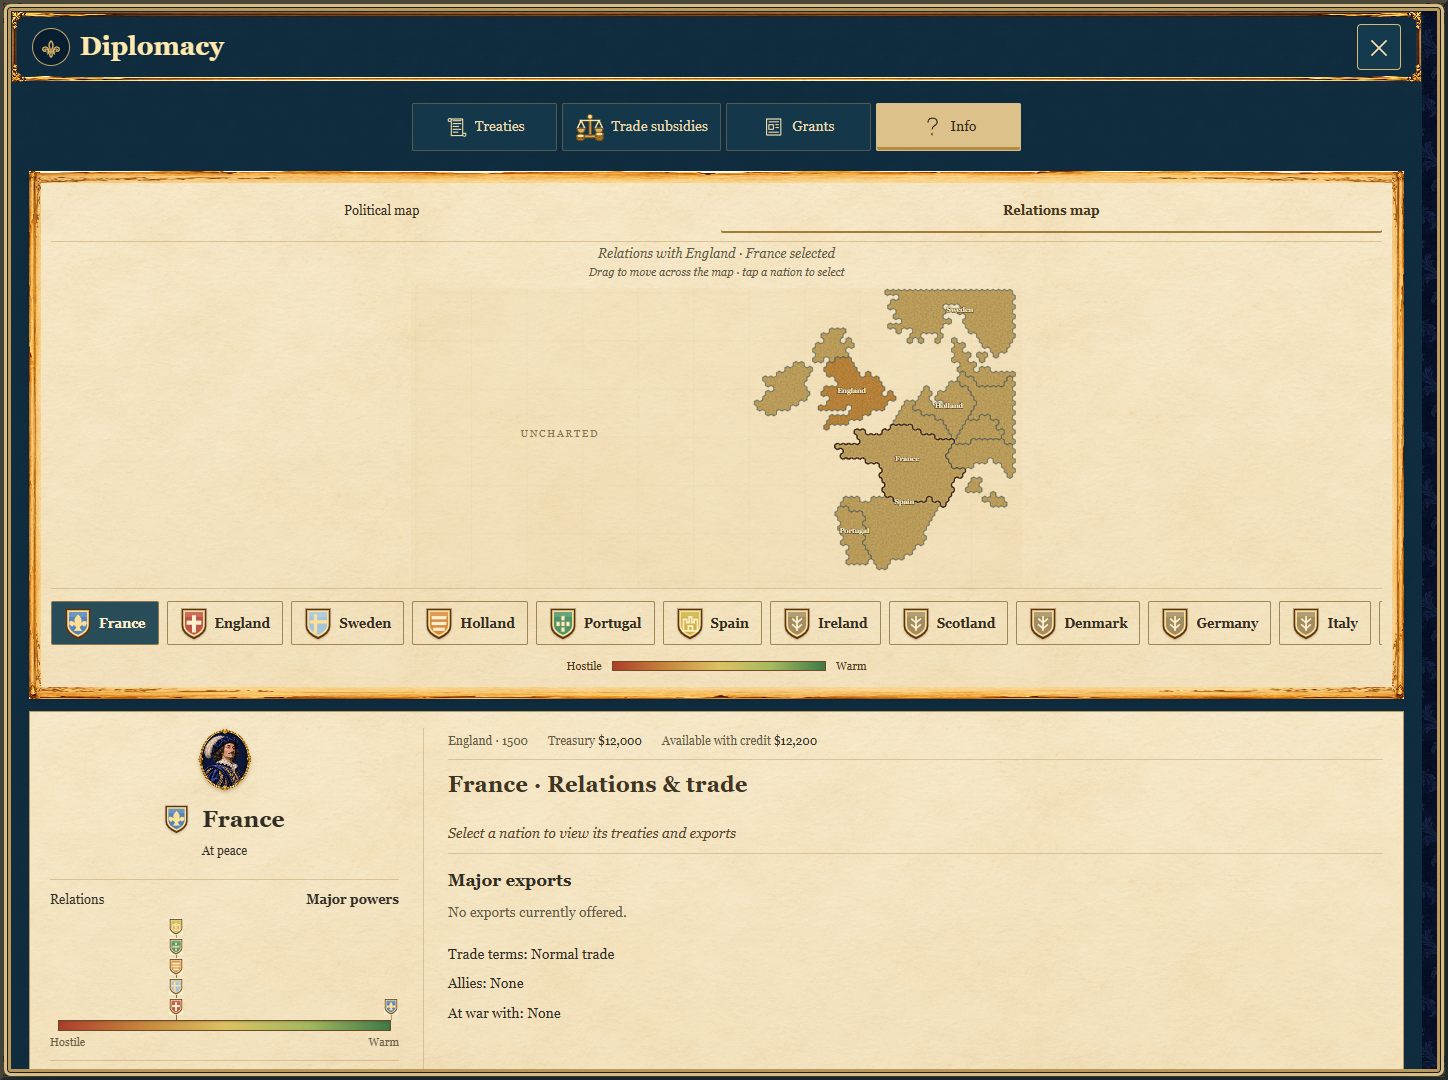 Diplomacy
Treaties
Trade subsidies
Grants
? Info
Political map
Relations map
Relations with England · France selected
Drag to move across the map · tap a nation to select
Sweden
England
Holland
UNCHARTED
France
Spain
Portugal
France
England
Sweden
Holland
Portugal
Spain
Ireland
Scotland
Denmark
Germany
Italy
Hostile
Warm
France
At peace
Relations
Major powers
Hostile
Warm
England · 1500 Treasury $12,000 Available with credit $12,200
France · Relations & trade
Select a nation to view its treaties and exports
Major exports
No exports currently offered.
Trade terms: Normal trade
Allies: None
At war with: None